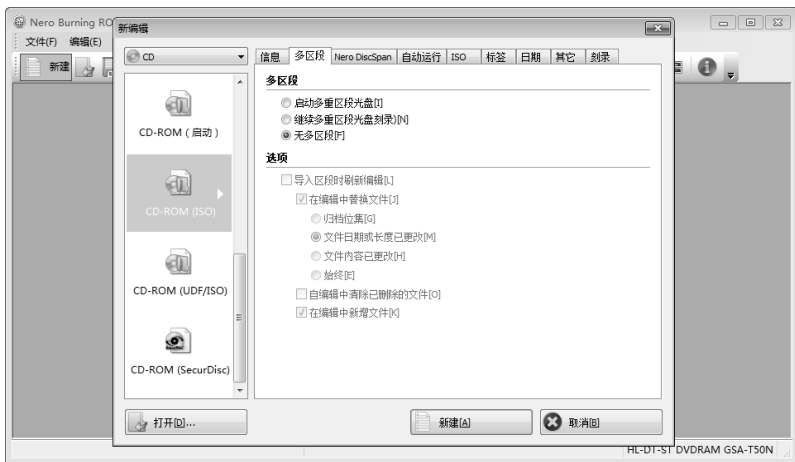 Nero Burning RO
文件(F) 编辑(E)
新建
新编辑
CD
信息 多区段 Nero DiscSpan 自动运行 ISO 标签 日期 其它 刻录
CD-ROM ( 启动 )
CD-ROM (ISO)
CD-ROM (UDF/ISO)
CD-ROM (SecurDisc)
多区段
启动多重区段光盘[I]
继续多重区段光盘刻录)[N]
无多区段[F]
选项
导入区段时刷新编辑[L]
在编辑中替换文件[J]
归档位集[G]
文件日期或长度已更改[M]
文件内容已更改[H]
始终[E]
自编辑中清除已删除的文件[O]
在编辑中新增文件[K]
打开[D]...
新建[A]
取消[B]
HL-DT-ST DVDRAM GSA-T50N